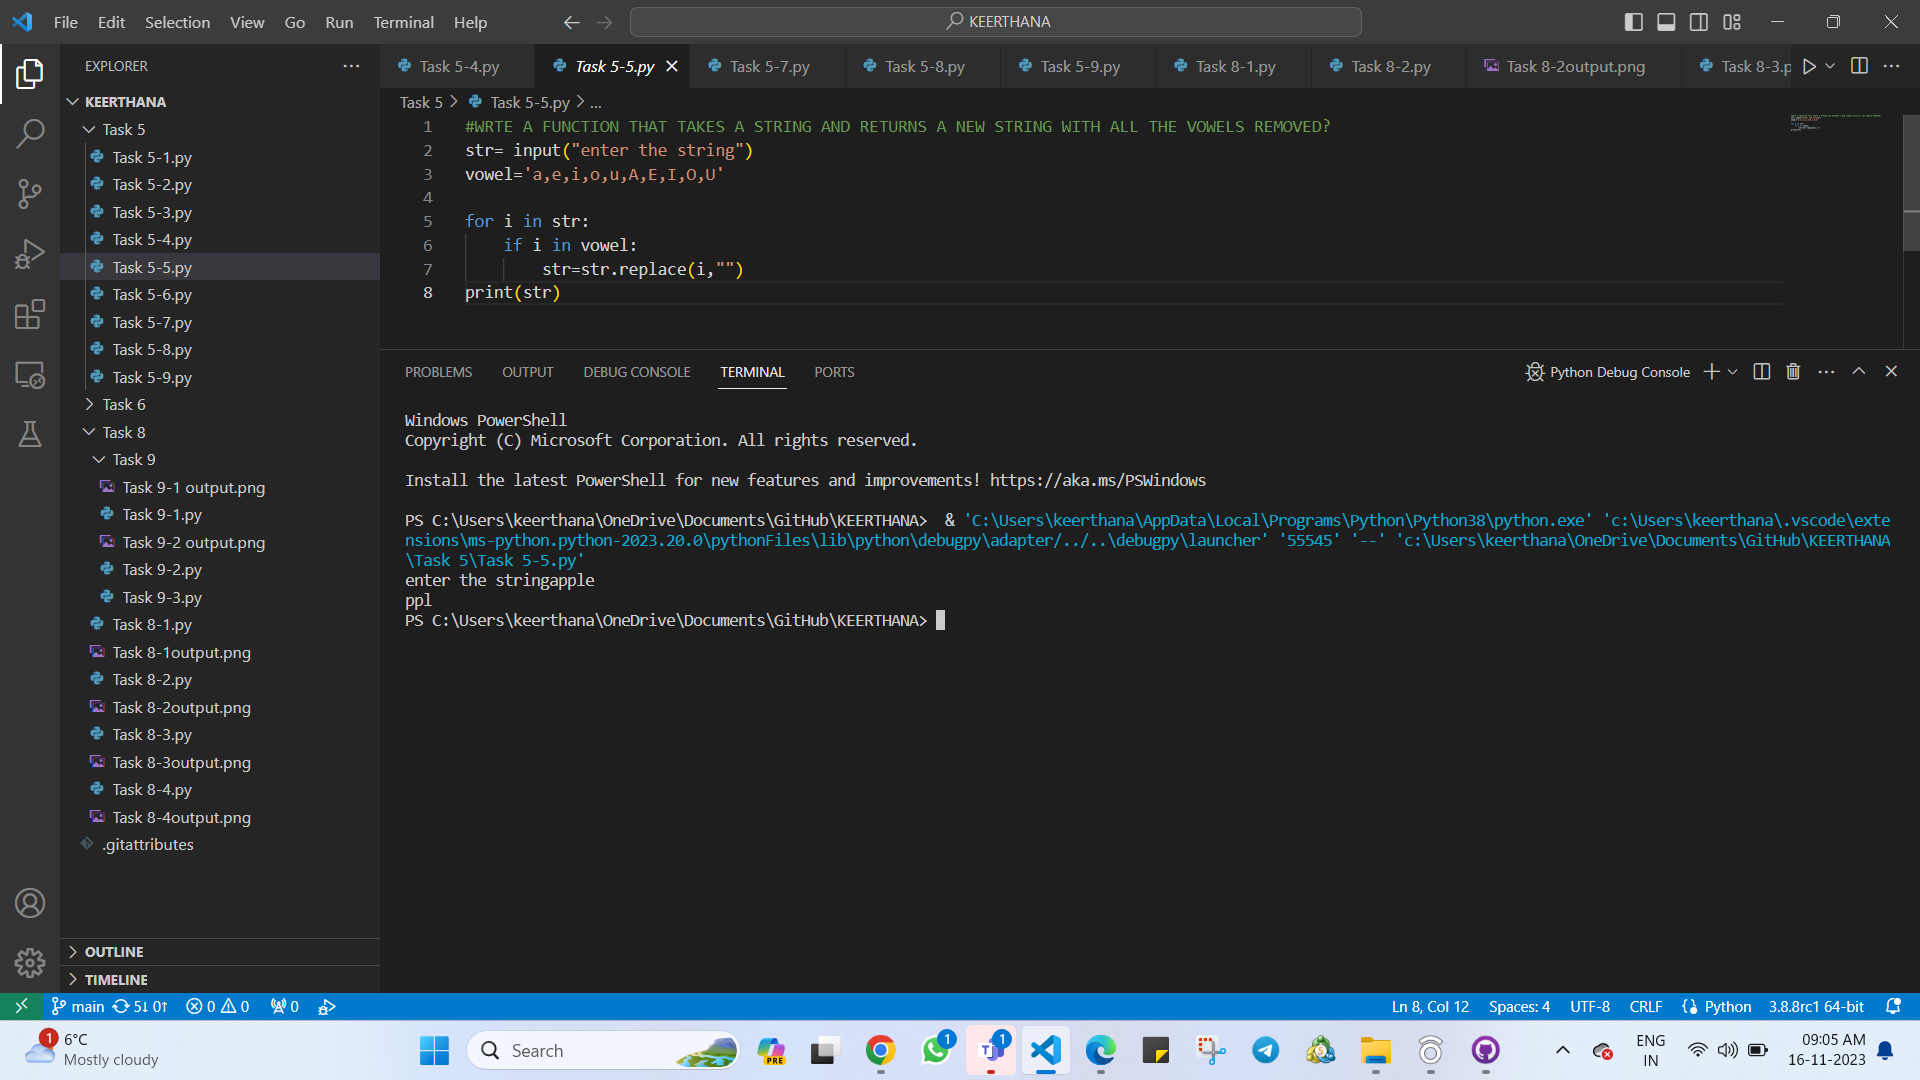 File Edit Selection View Go Run Terminal Help
KEERTHANA
EXPLORER
KEERTHANA
Task 5
Task 5-1.py
Task 5-2.py
Task 5-3.py
Task 5-4.py
Task 5-5.py
Task 5-6.py
Task 5-7.py
Task 5-8.py
Task 5-9.py
Task 6
Task 8
Task 9
Task 9-1 output.png
Task 9-1.py
Task 9-2 output.png
Task 9-2.py
Task 9-3.py
Task 8-1.py
Task 8-1output.png
Task 8-2.py
Task 8-2output.png
Task 8-3.py
Task 8-3output.png
Task 8-4.py
Task 8-4output.png
.gitattributes
OUTLINE
TIMELINE
Task 5-4.py Task 5-5.py Task 5-7.py Task 5-8.py Task 5-9.py Task 8-1.py Task 8-2.py Task 8-2output.png Task 8-3.p
Task 5 > Task 5-5.py > ...
1 #WRTE A FUNCTION THAT TAKES A STRING AND RETURNS A NEW STRING WITH ALL THE VOWELS REMOVED?
2 str= input("enter the string")
3 vowel='a,e,i,o,u,A,E,I,O,U'
4
5 for i in str:
6 if i in vowel:
7 str=str.replace(i,"")
8 print(str)
PROBLEMS OUTPUT DEBUG CONSOLE TERMINAL PORTS
Python Debug Console
Windows PowerShell
Copyright (C) Microsoft Corporation. All rights reserved.
Install the latest PowerShell for new features and improvements! https://aka.ms/PSWindows
PS C:\Users\keerthana\OneDrive\Documents\GitHub\KEERTHANA>  & 'C:\Users\keerthana\AppData\Local\Programs\Python\Python38\python.exe' 'c:\Users\keerthana\.vscode\exte
nsions\ms-python.python-2023.20.0\pythonFiles\lib\python\debugpy\adapter/../..\debugpy\launcher' '55545' '--' 'c:\Users\keerthana\OneDrive\Documents\GitHub\KEERTHANA
\Task 5\Task 5-5.py'
enter the stringapple
ppl
PS C:\Users\keerthana\OneDrive\Documents\GitHub\KEERTHANA>
main 5↓ 0↑ 0 0 0
Ln 8, Col 12 Spaces: 4 UTF-8 CRLF Python 3.8.8rc1 64-bit
1
6°C
Mostly cloudy
Search
PRE
1
1
ENG
IN
09:05 AM
16-11-2023